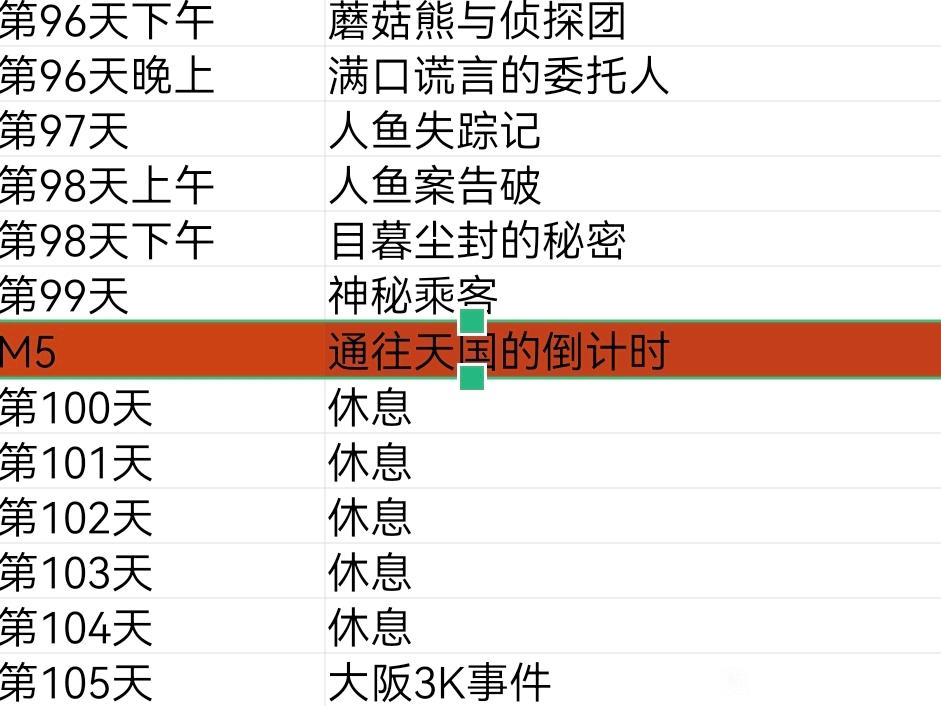 第96天下午 蘑菇熊与侦探团
第96天晚上 满口谎言的委托人
第97天 人鱼失踪记
第98天上午 人鱼案告破
第98天下午 目暮尘封的秘密
第99天 神秘乘客
M5 通往天国的倒计时
第100天 休息
第101天 休息
第102天 休息
第103天 休息
第104天 休息
第105天 大阪3K事件